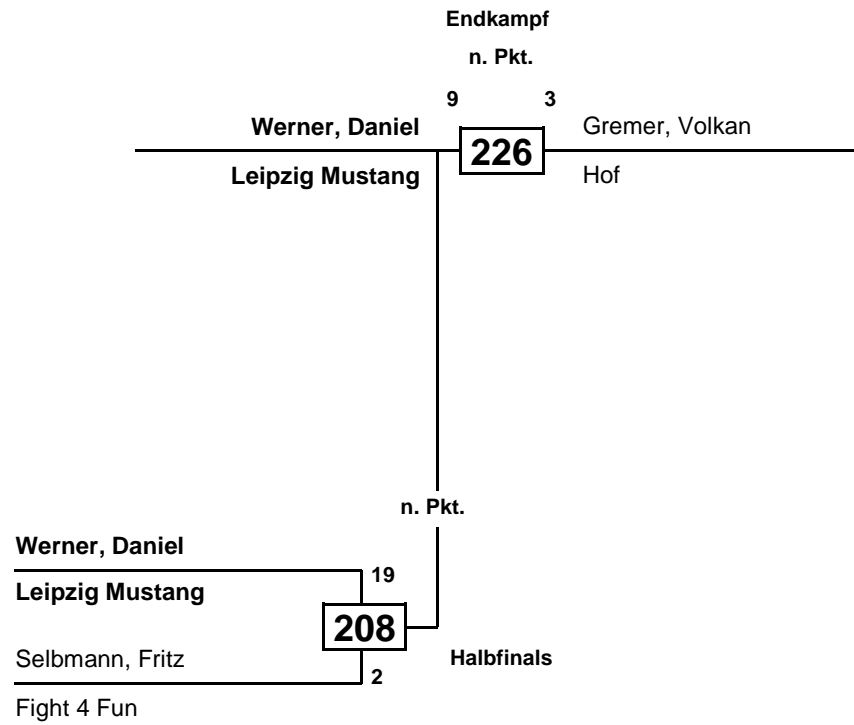 Endkampf
n. Pkt.
9 3
Werner, Daniel
Leipzig Mustang
226
Gremer, Volkan
Hof
n. Pkt.
Werner, Daniel
19
Leipzig Mustang
208
Selbmann, Fritz
2
Fight 4 Fun
Halbfinals